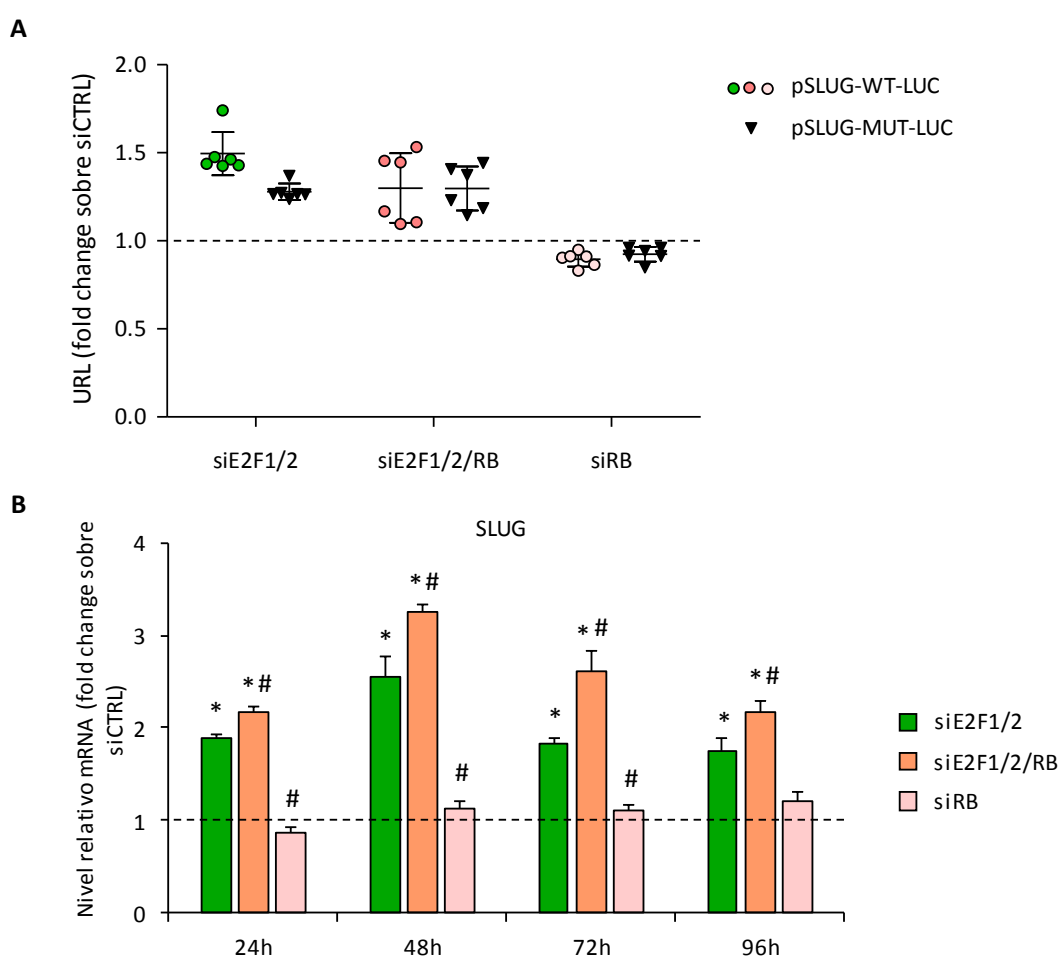 A
URL (fold change sobre siCTRL)
2.0
1.5
1.0
0.5
0.0
siE2F1/2
siE2F1/2/RB
siRB
pSLUG-WT-LUC
pSLUG-MUT-LUC
B
SLUG
Nivel relativo mRNA (fold change sobre
siCTRL)
4
3
2
1
0
*
*#
#
*
*#
#
*
*#
#
*
*#
24h
48h
72h
96h
siE2F1/2
siE2F1/2/RB
siRB